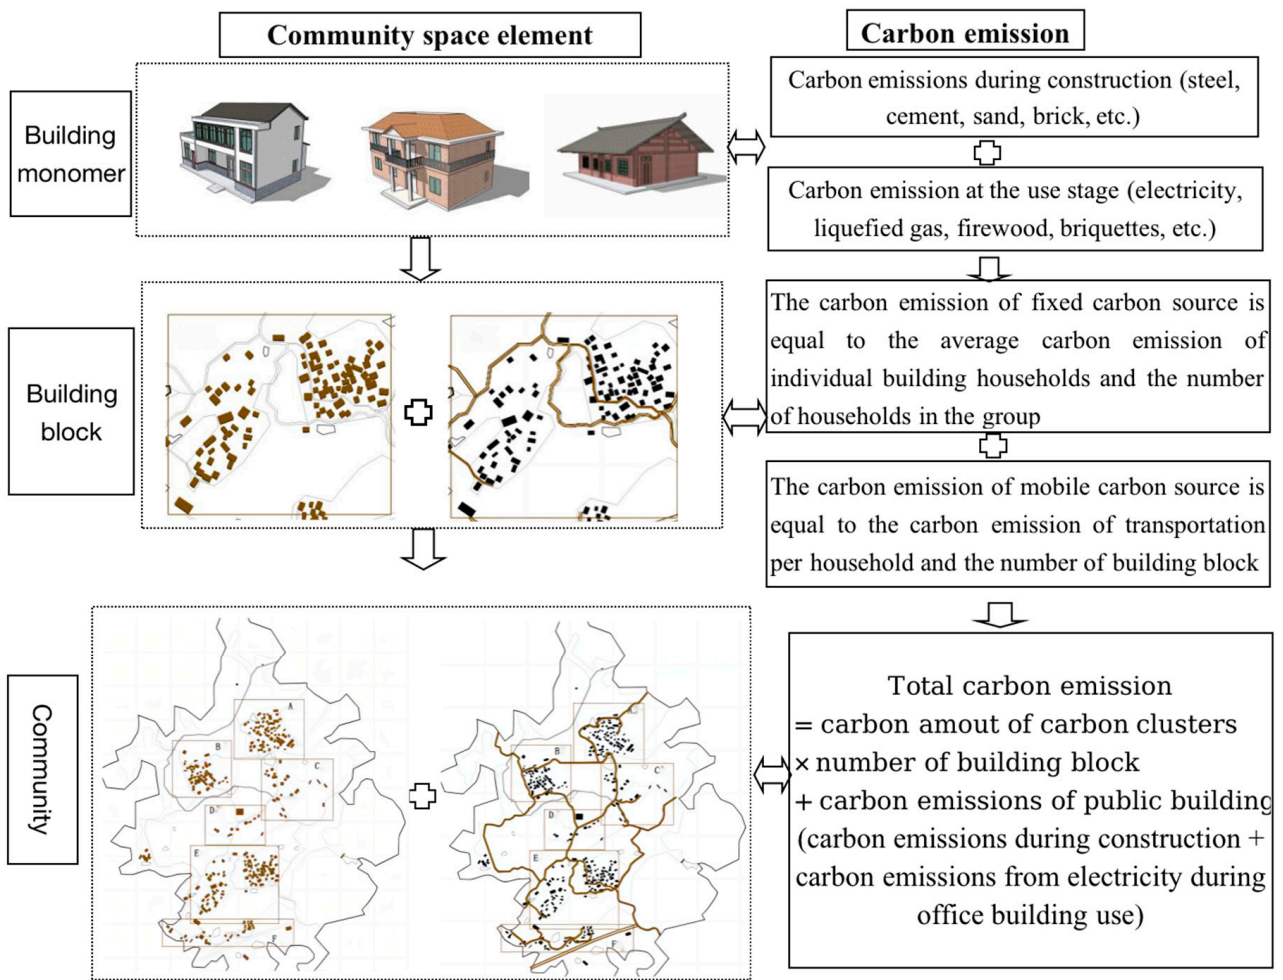 Community space element
Carbon emission
Building
monomer
Carbon emissions during construction (steel,
cement, sand, brick, etc.)
Carbon emission at the use stage (electricity,
liquefied gas, firewood, briquettes, etc.)
Building
block
The carbon emission of fixed carbon source is
equal to the average carbon emission of
individual building households and the number
of households in the group
The carbon emission of mobile carbon source is
equal to the carbon emission of transportation
per household and the number of building block
Community
A
B
C
D
E
F
A
B
C
D
E
F
Total carbon emission
= carbon amout of carbon clusters
× number of building block
+ carbon emissions of public building
(carbon emissions during construction +
carbon emissions from electricity during
office building use)